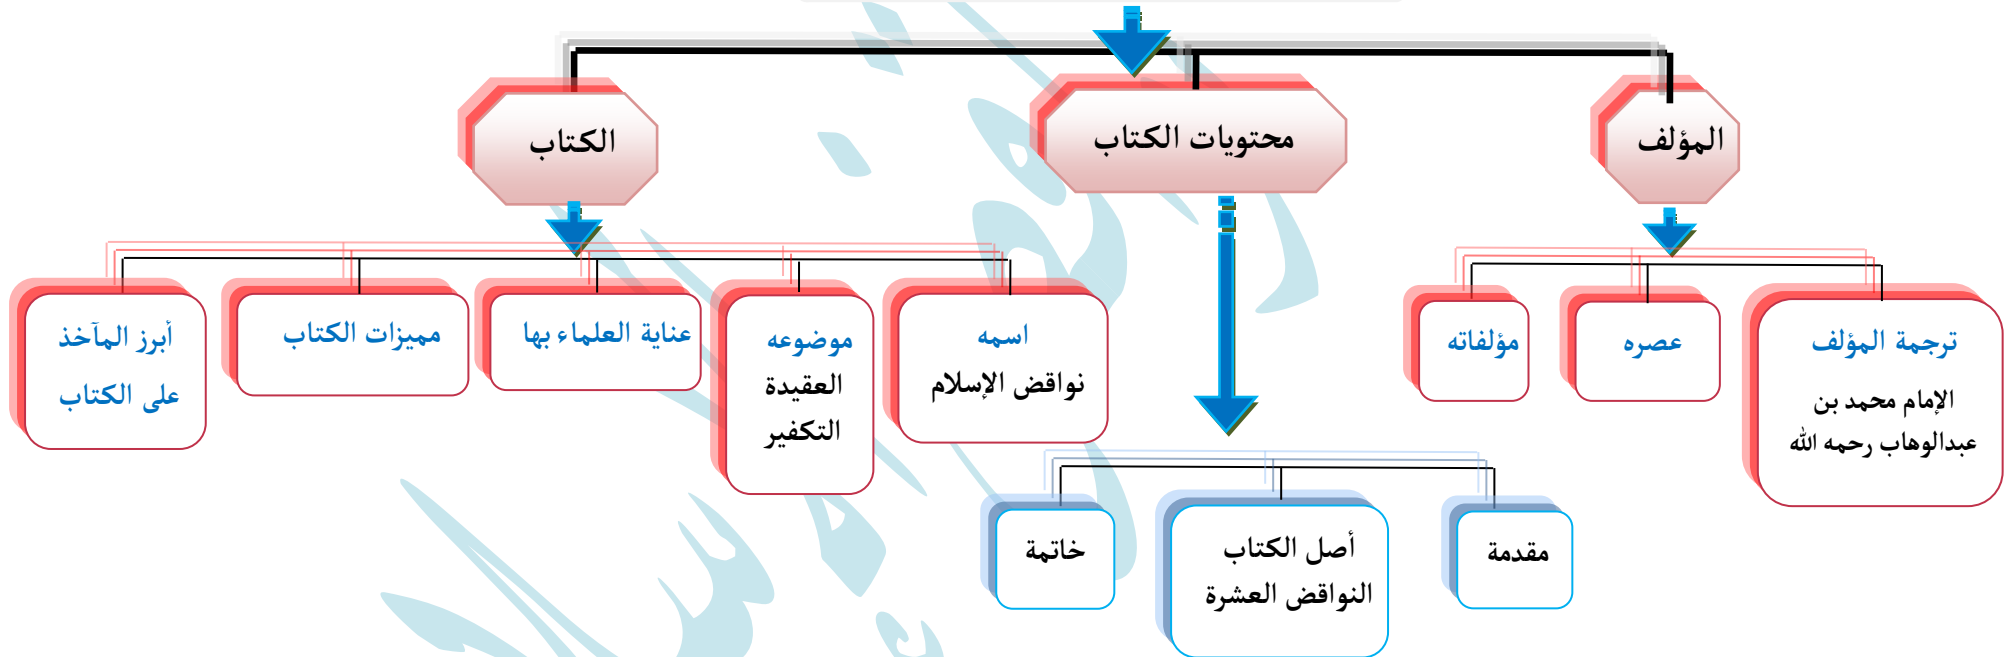 المؤلف
محتويات الكتاب
الكتاب
ترجمة المؤلف
الإمام محمد بن
عبدالوهاب رحمه الله
عصره
مؤلفاته
مقدمة
أصل الكتاب
النواقض العشرة
خاتمة
اسمه
نواقض الإسلام
موضوعه
العقيدة
التكفير
عناية العلماء بها
مميزات الكتاب
أبرز المآخذ
على الكتاب